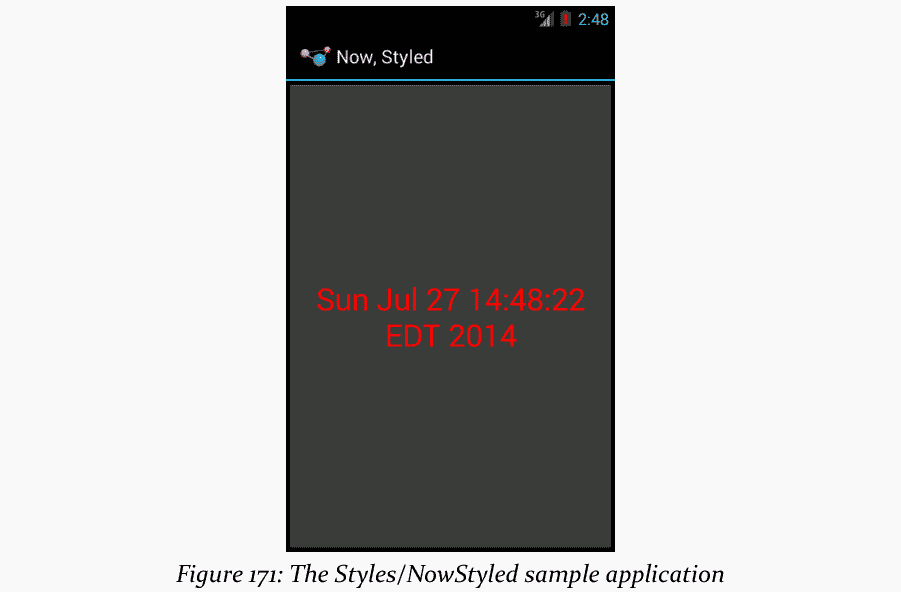 3G 2:48
Now, Styled
Sun Jul 27 14:48:22
EDT 2014
Figure 171: The Styles/NowStyled sample application